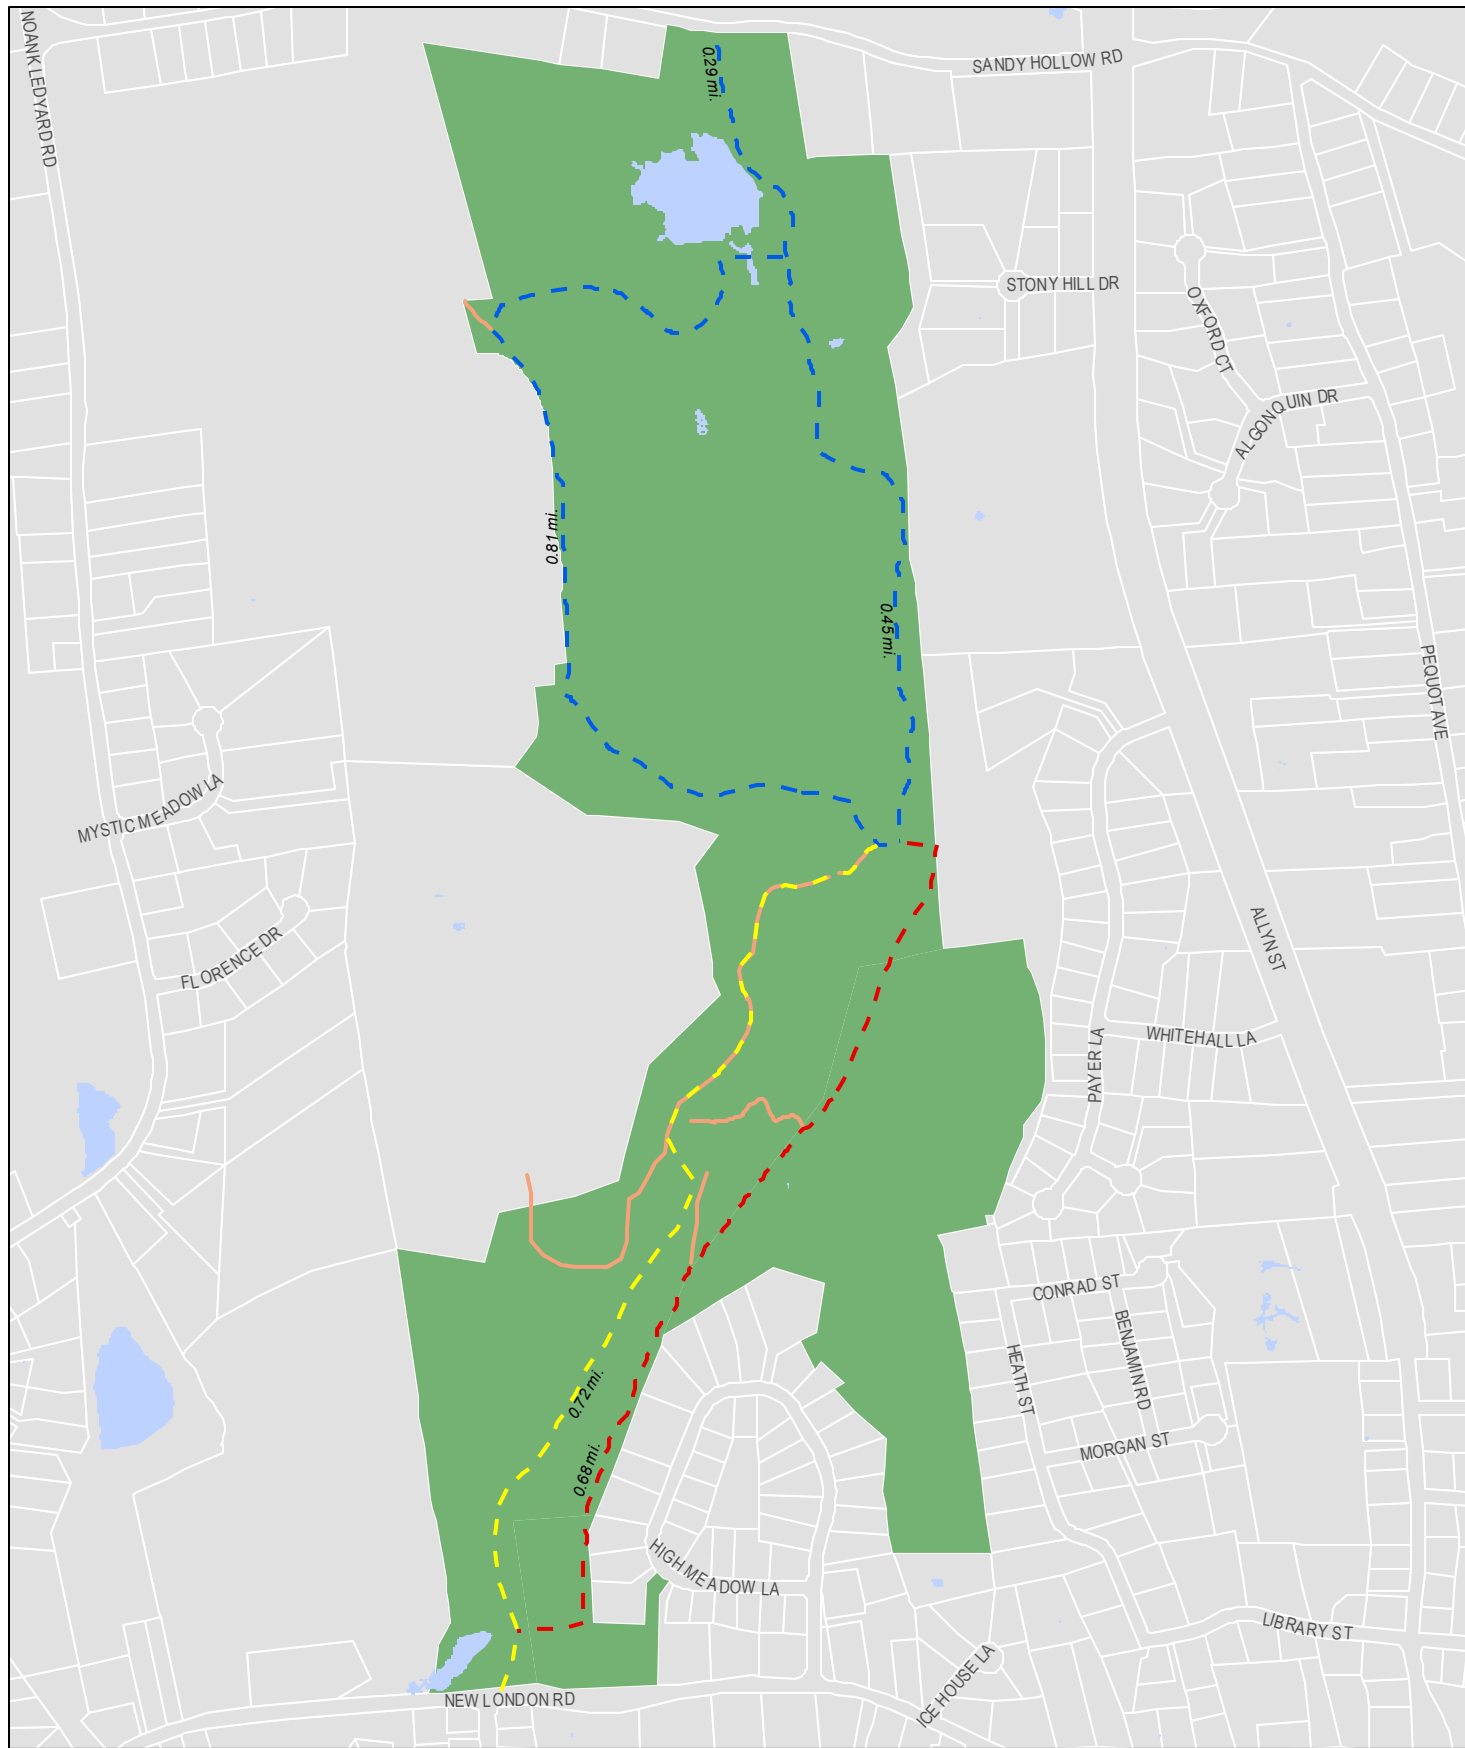 NOANK LEDYARD RD
0.29 mi.
SANDY HOLLOW RD
STONY HILL DR
OXFORD CT
ALGONQUIN DR
0.81 mi.
0.45 mi.
PEQUOT AVE
MYSTIC MEADOW LA
FLORENCE DR
ALLYN ST
WHITEHALL LA
PAYER LA
CONRAD ST
BENJAMIN RD
HEATH ST
0.72 mi.
MORGAN ST
0.68 mi.
HIGH MEADOW LA
LIBRARY ST
ICE HOUSE LA
NEW LONDON RD